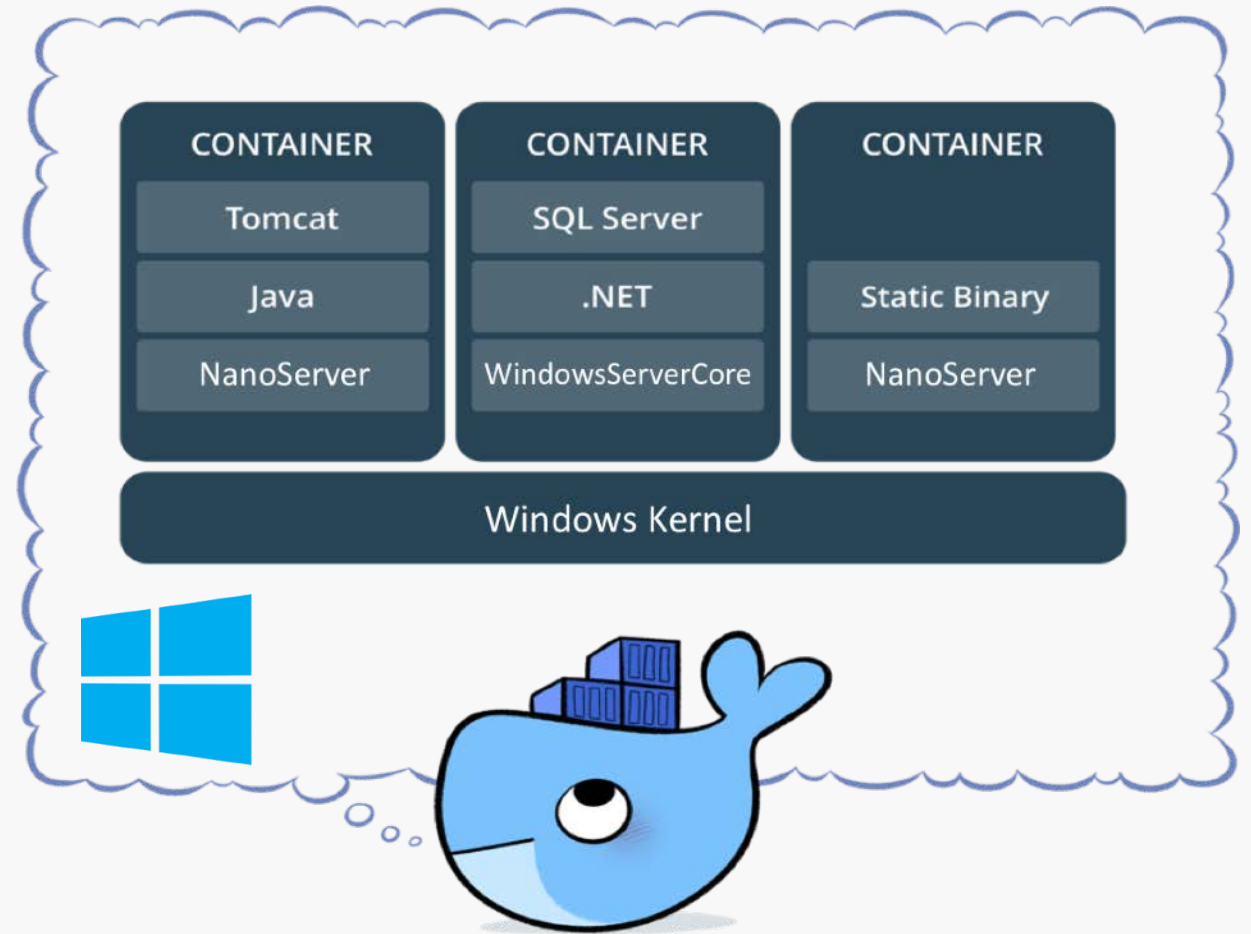 CONTAINER
Tomcat
Java
NanoServer
CONTAINER
SQL Server
.NET
WindowsServerCore
CONTAINER
Static Binary
NanoServer
Windows Kernel